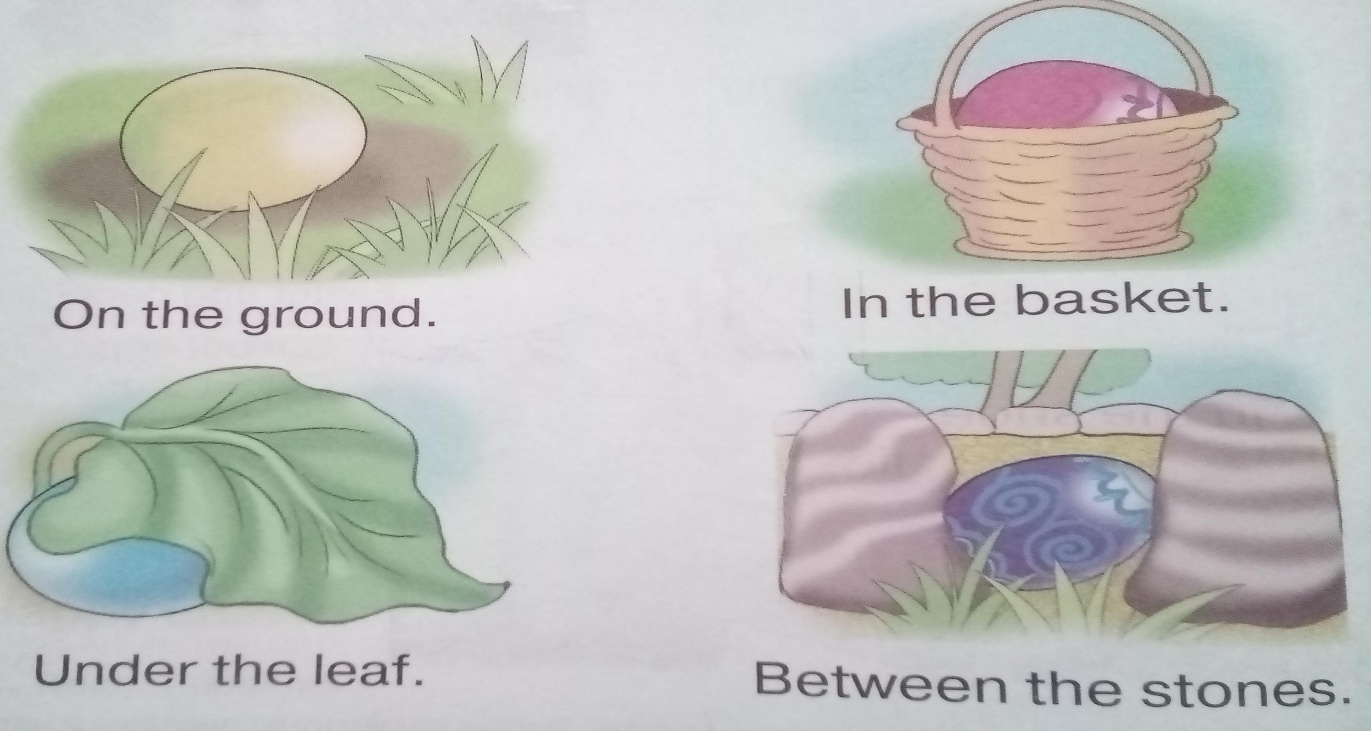 On the ground.
In the basket.
Under the leaf.
Between the stones.